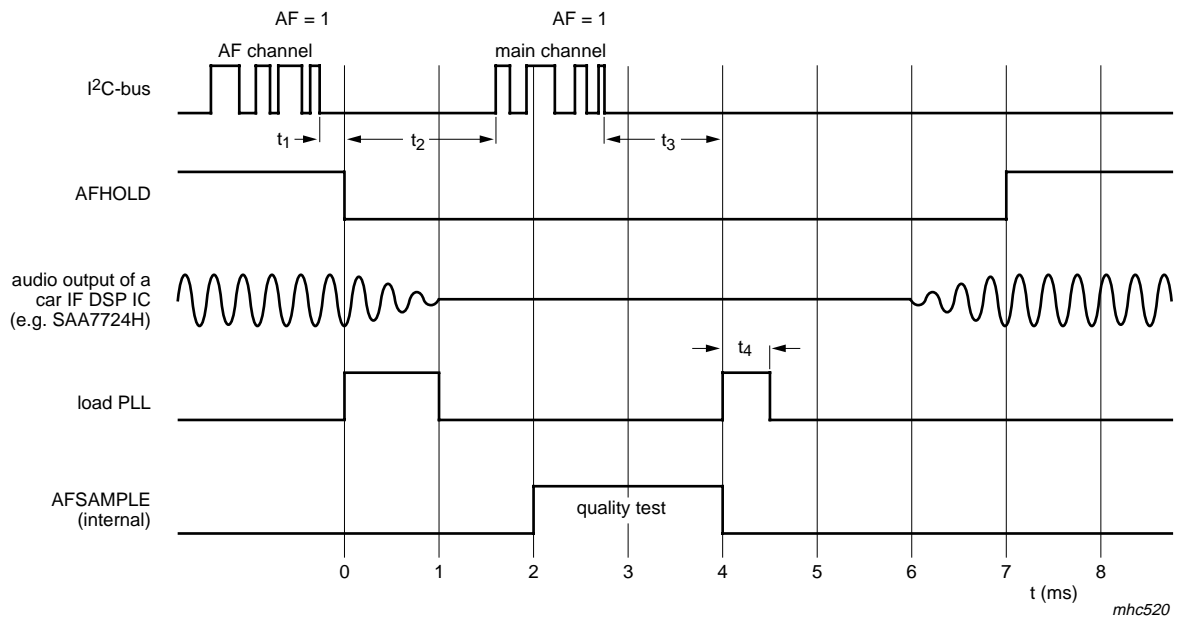 AF = 1 AF = 1
AF channel main channel
I2C-bus
t1 t2 t3
AFHOLD
audio output of a
car IF DSP IC
(e.g. SAA7724H)
t4
load PLL
AFSAMPLE
(internal)
quality test
0 1 2 3 4 5 6 7 8
t (ms)
mhc520